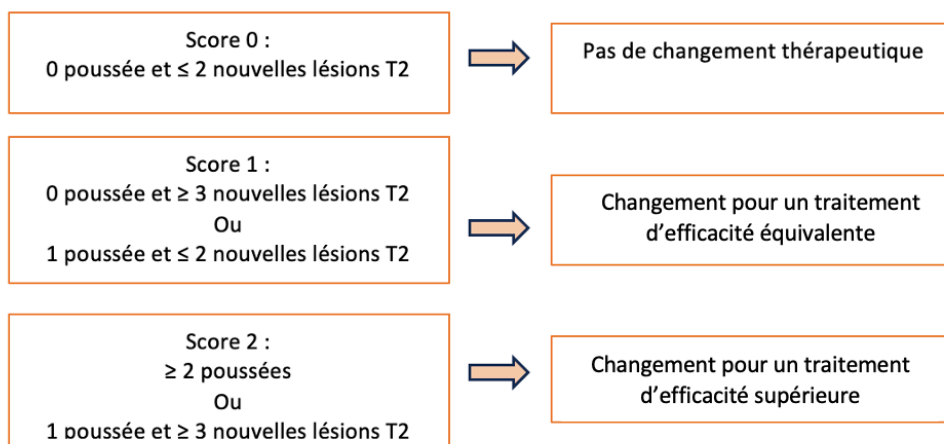 Score 0 :
0 poussée et ≤ 2 nouvelles lésions T2
Pas de changement thérapeutique
Score 1 :
0 poussée et ≥ 3 nouvelles lésions T2
Ou
1 poussée et ≤ 2 nouvelles lésions T2
Changement pour un traitement
d’efficacité équivalente
Score 2 :
≥ 2 poussées
Ou
1 poussée et ≥ 3 nouvelles lésions T2
Changement pour un traitement
d’efficacité supérieure